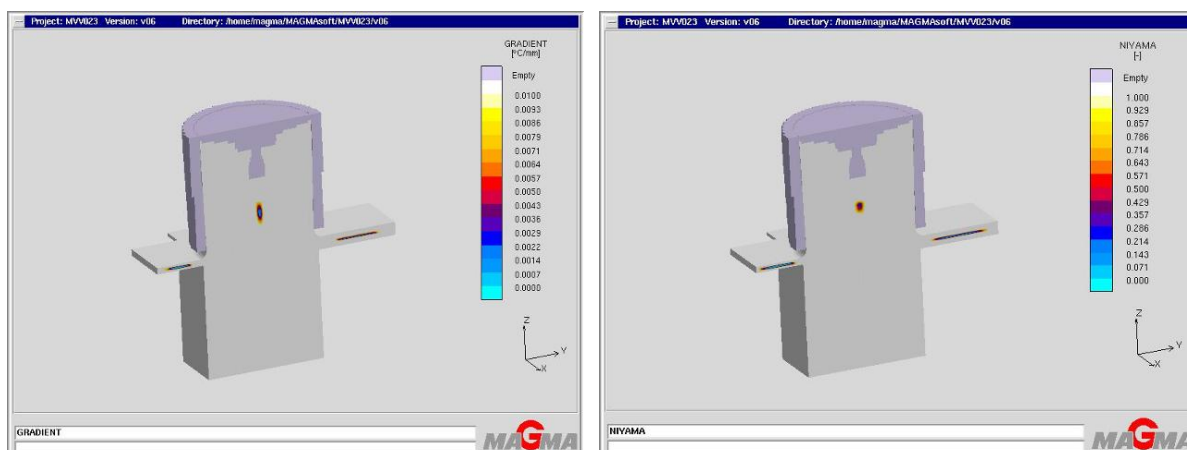 Project: MVV023 Version: v06 Directory: /home/magma/MAGMAsoft/MVV023/v06
GRADIENT
[°C/mm]
Empty
0.0100
0.0093
0.0086
0.0079
0.0071
0.0064
0.0057
0.0050
0.0043
0.0036
0.0029
0.0022
0.0014
0.0007
0.0000
Z
Y
X
GRADIENT
MAGMA
Project: MVV023 Version: v06 Directory: /home/magma/MAGMAsoft/MVV023/v06
NIYAMA
[-]
Empty
1.000
0.929
0.857
0.786
0.714
0.643
0.571
0.500
0.429
0.357
0.286
0.214
0.143
0.071
0.000
Z
Y
X
NIYAMA
MAGMA